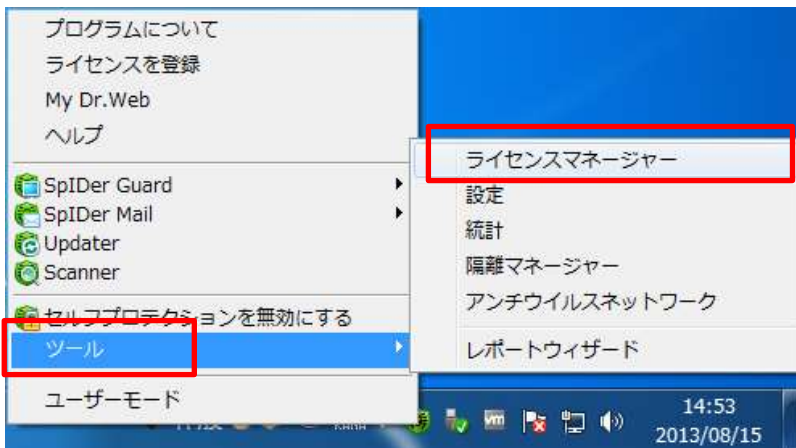 プログラムについて
ライセンスを登録
My Dr.Web
ヘルプ
SpIDer Guard
SpIDer Mail
Updater
Scanner
セルフプロテクションを無効にする
ツール
ユーザーモード
ライセンスマネージャー
設定
統計
隔離マネージャー
アンチウイルスネットワーク
レポートウィザード
vm
14:53
2013/08/15